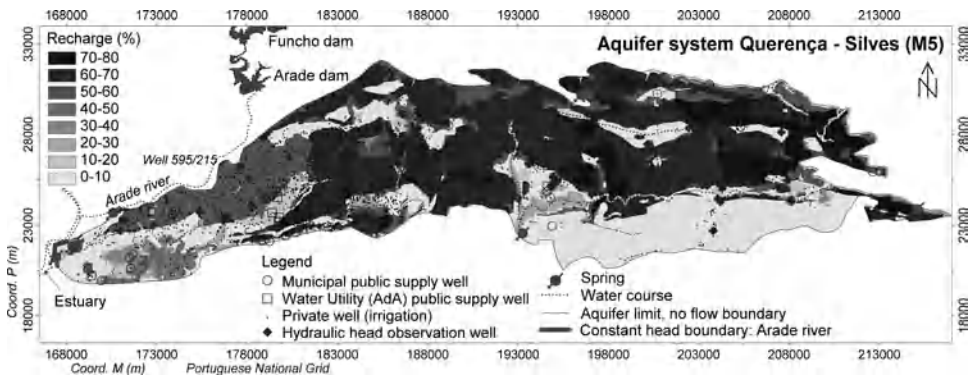 168000 173000 178000 183000 188000 193000 198000 203000 208000 213000
33000
28000
23000
18000
Coord. P (m)
Recharge (%)
70-80
60-70
50-60
40-50
30-40
20-30
10-20
0-10
Funcho dam
Arade dam
Aquifer system Querença - Silves (M5)
N
Well 595/215
Arade river
Estuary
Legend
Municipal public supply well
Water Utility (AdA) public supply well
Private well (irrigation)
Hydraulic head observation well
Spring
Water course
Aquifer limit, no flow boundary
Constant head boundary: Arade river
33000
28000
23000
18000
168000 173000 178000 183000 188000 193000 198000 203000 208000 213000
Coord. M (m) Portuguese National Grid